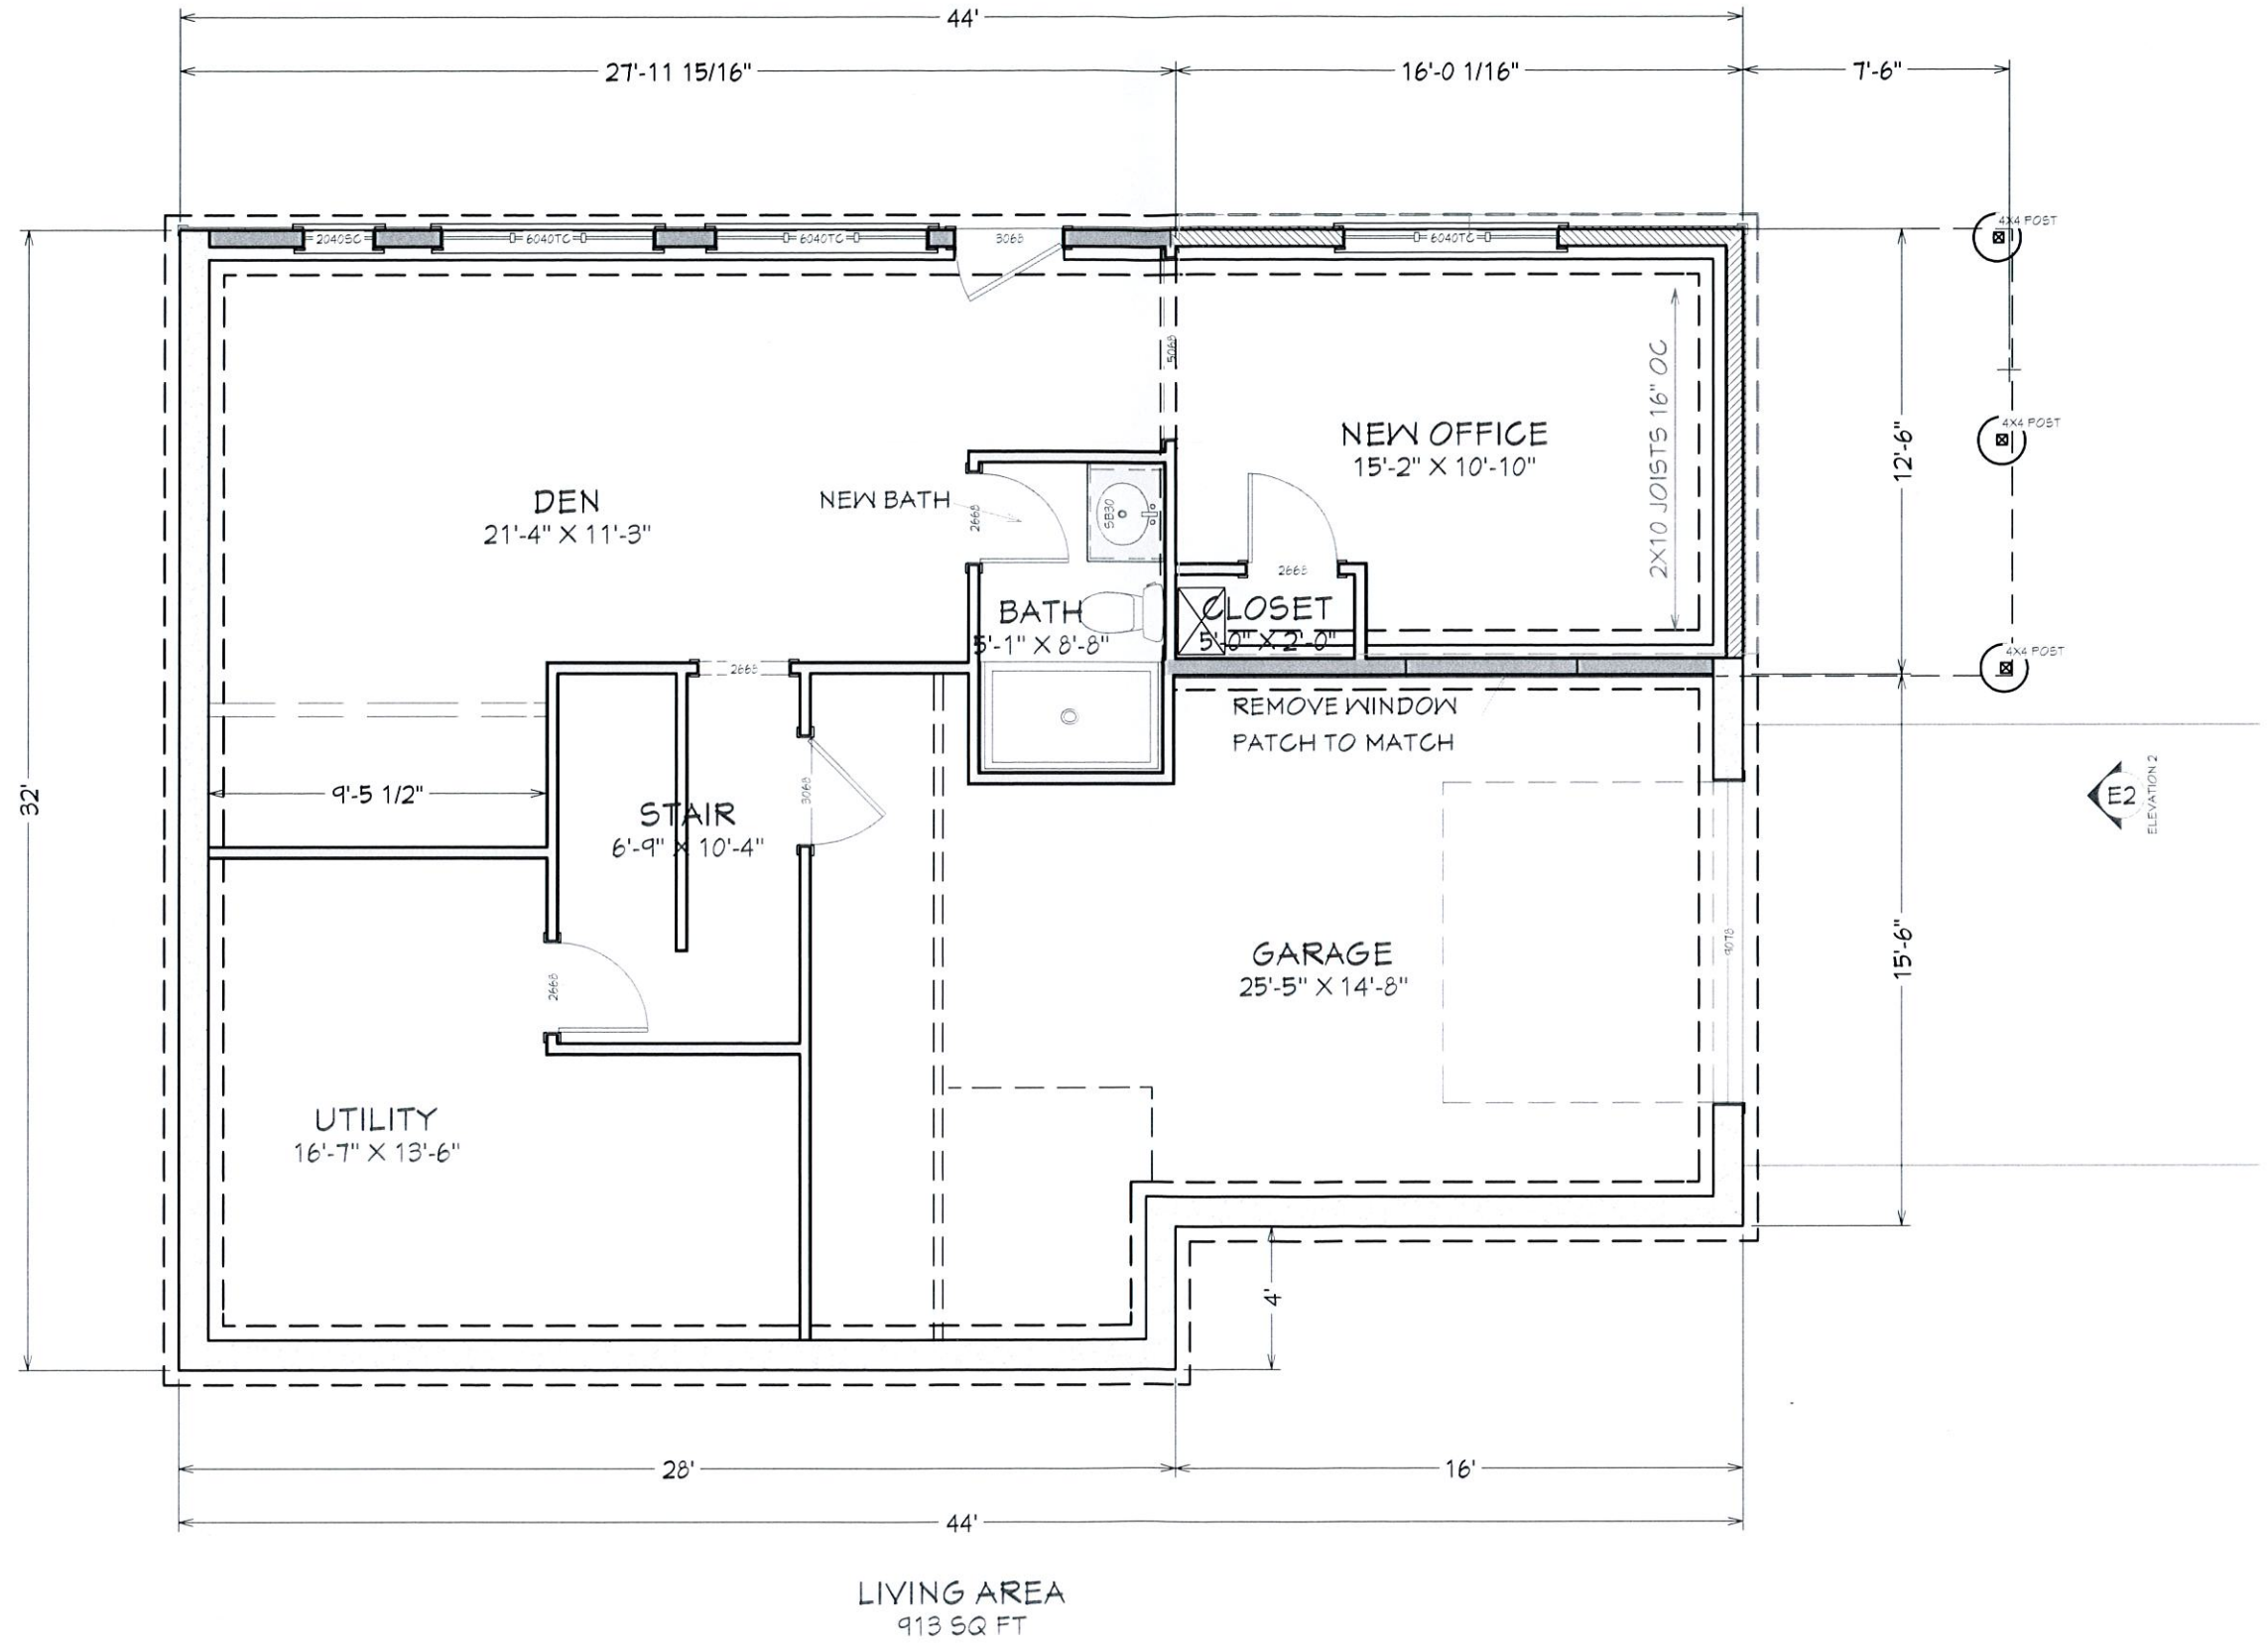 44'
27'-11 15/16"
16'-0 1/16"
7'-6"
4X4 POST
2040SC
6040TC
6040TC
3068
6040TC
5068
2X10 JOISTS 16" OC
NEW OFFICE
15'-2" X 10'-10"
12'-6"
4X4 POST
DEN
21'-4" X 11'-3"
NEW BATH
2668
SB30
2668
BATH
5'-1" X 8'-8"
CLOSET
5'-0" X 2'-0"
4X4 POST
2668
REMOVE WINDOW
PATCH TO MATCH
32'
9'-5 1/2"
STAIR
6'-9" X 10'-4"
3068
E2
ELEVATION 2
GARAGE
25'-5" X 14'-8"
9078
15'-6"
2668
UTILITY
16'-7" X 13'-6"
4'
28'
16'
44'
LIVING AREA
913 SQ FT